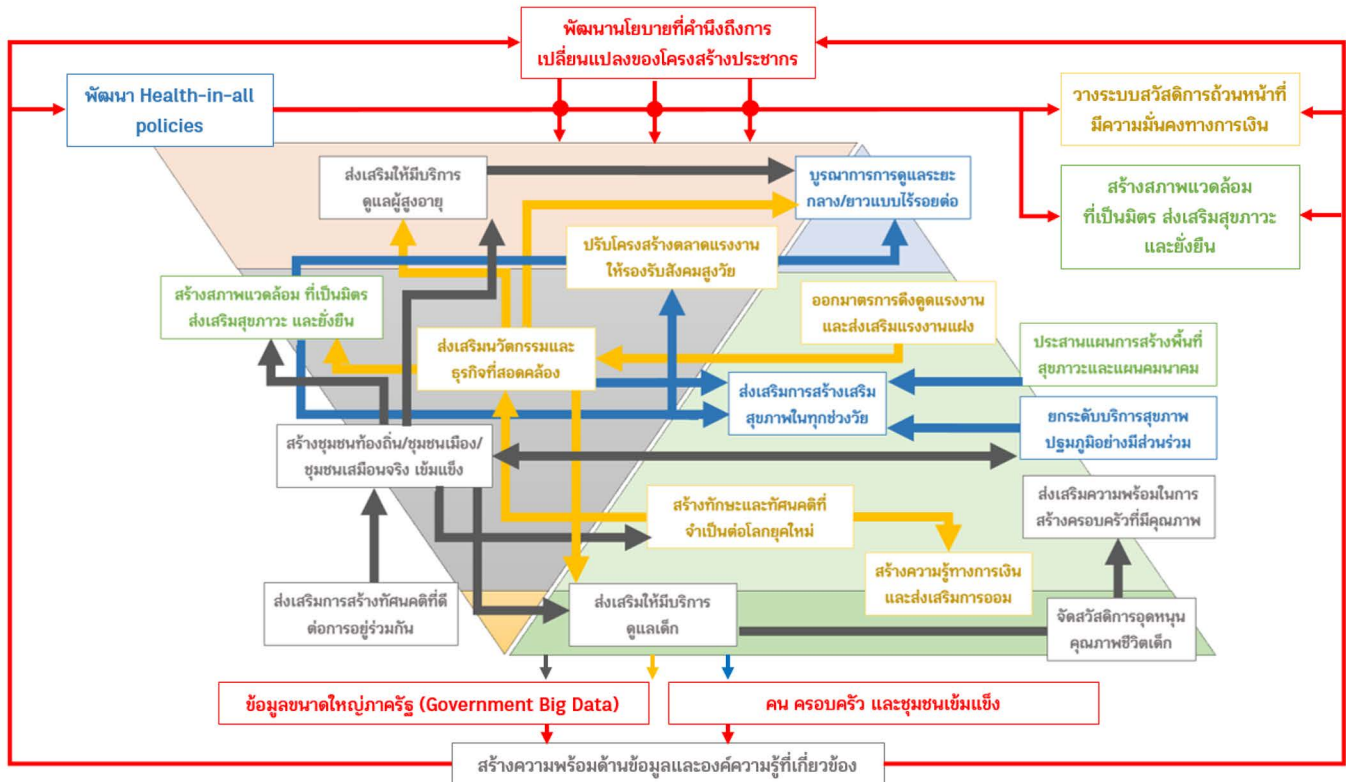 พัฒนานโยบายที่คำนึงถึงการ
เปลี่ยนแปลงของโครงสร้างประชากร
พัฒนา Health-in-all
policies
วางระบบสวัสดิการถ้วนหน้าที่
มีความมั่นคงทางการเงิน
ส่งเสริมให้มีบริการ
ดูแลผู้สูงอายุ
บูรณาการการดูแลระยะ
กลาง/ยาวแบบไร้รอยต่อ
สร้างสภาพแวดล้อม
ที่เป็นมิตร ส่งเสริมสุขภาวะ
และยั่งยืน
ปรับโครงสร้างตลาดแรงงาน
ให้รองรับสังคมสูงวัย
สร้างสภาพแวดล้อม ที่เป็นมิตร
ส่งเสริมสุขภาวะ และยั่งยืน
ออกมาตรการดึงดูดแรงงาน
และส่งเสริมแรงงานแฝง
ส่งเสริมนวัตกรรมและ
ธุรกิจที่สอดคล้อง
ประสานแผนการสร้างพื้นที่
สุขภาวะและแผนคมนาคม
ส่งเสริมการสร้างเสริม
สุขภาพในทุกช่วงวัย
ยกระดับบริการสุขภาพ
ปฐมภูมิอย่างมีส่วนร่วม
สร้างชุมชนท้องถิ่น/ชุมชนเมือง/
ชุมชนเสมือนจริง เข้มแข็ง
สร้างทักษะและทัศนคติที่
จำเป็นต่อโลกยุคใหม่
ส่งเสริมความพร้อมในการ
สร้างครอบครัวที่มีคุณภาพ
สร้างความรู้ทางการเงิน
และส่งเสริมการออม
ส่งเสริมการสร้างทัศนคติที่ดี
ต่อการอยู่ร่วมกัน
ส่งเสริมให้มีบริการ
ดูแลเด็ก
จัดสวัสดิการอุดหนุน
คุณภาพชีวิตเด็ก
ข้อมูลขนาดใหญ่ภาครัฐ (Government Big Data)
คน ครอบครัว และชุมชนเข้มแข็ง
สร้างความพร้อมด้านข้อมูลและองค์ความรู้ที่เกี่ยวข้อง